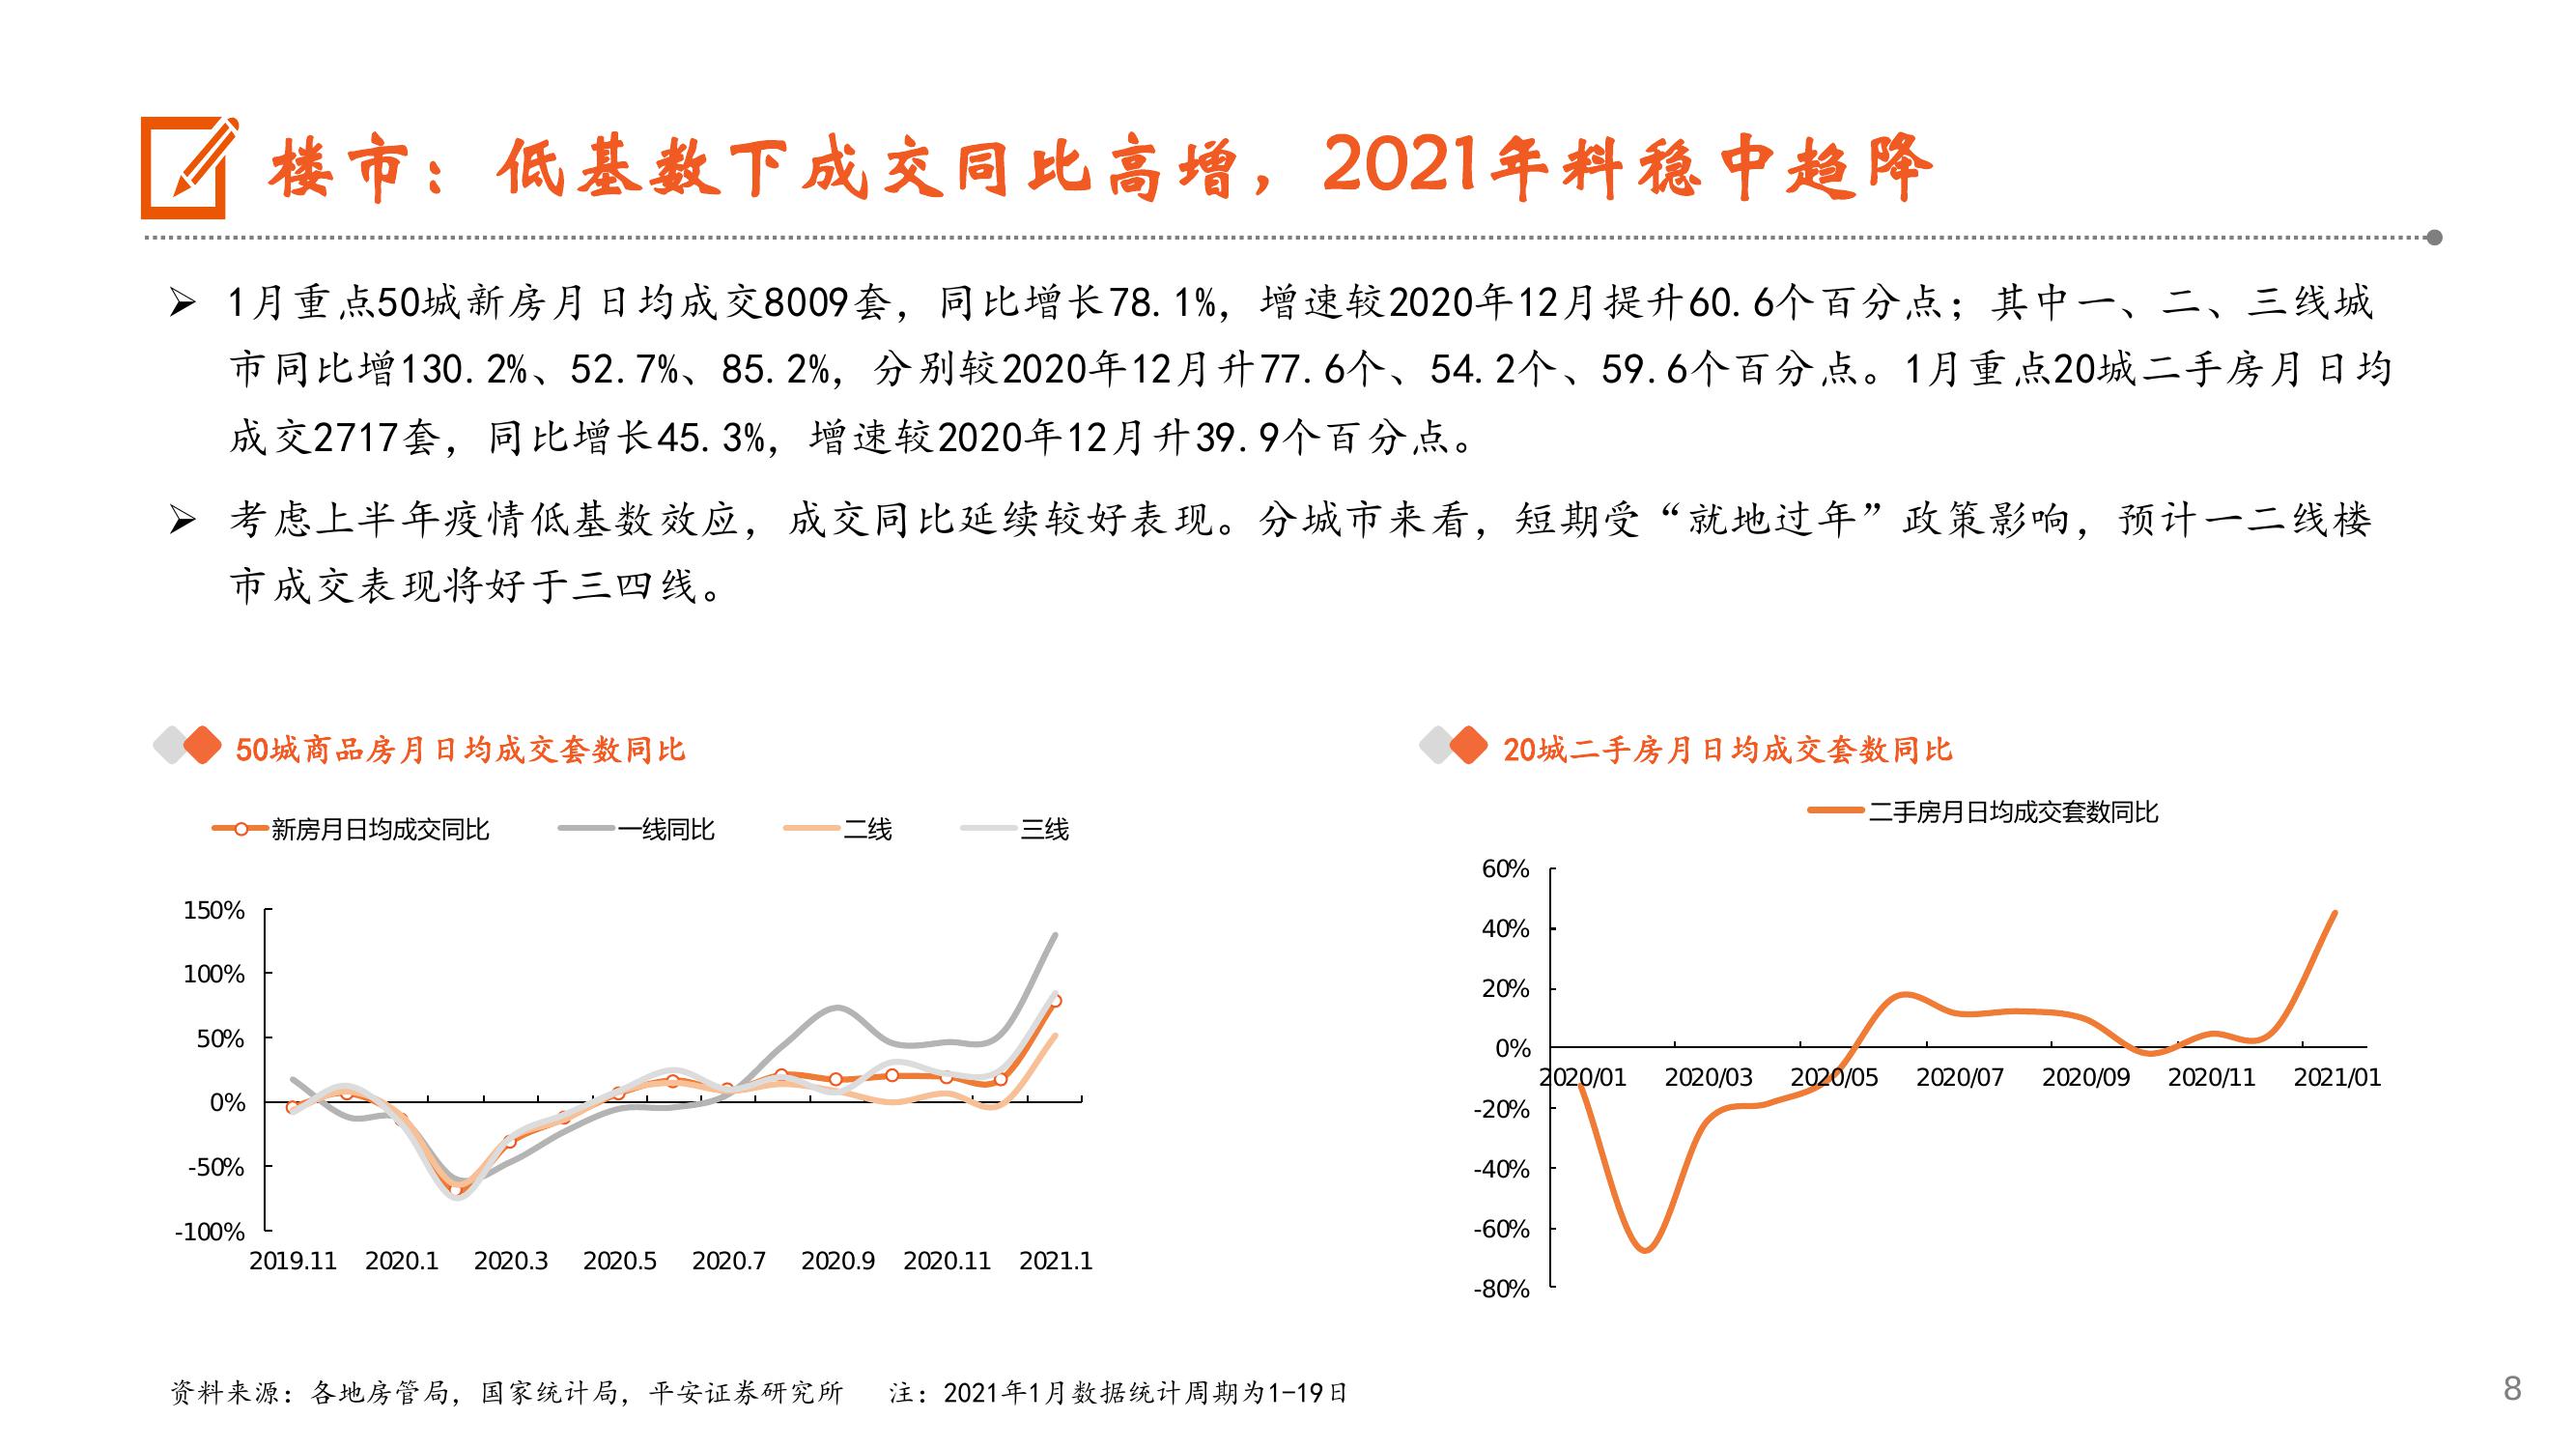 楼市：低基数下成交同比高增，2021年料稳中趋降
1月重点50城新房月日均成交8009套，同比增长78.1%，增速较2020年12月提升60.6个百分点；其中一、二、三线城
市同比增130.2%、52.7%、85.2%，分别较2020年12月升77.6个、54.2个、59.6个百分点。1月重点20城二手房月日均
成交2717套，同比增长45.3%，增速较2020年12月升39.9个百分点。
考虑上半年疫情低基数效应，成交同比延续较好表现。分城市来看，短期受“就地过年”政策影响，预计一二线楼
市成交表现将好于三四线。
50城商品房月日均成交套数同比
新房月日均成交同比 一线同比 二线 三线
150%
100%
50%
0%
-50%
-100%
2019.11 2020.1 2020.3 2020.5 2020.7 2020.9 2020.11 2021.1
20城二手房月日均成交套数同比
二手房月日均成交套数同比
60%
40%
20%
0%
2020/01 2020/03 2020/05 2020/07 2020/09 2020/11 2021/01
-20%
-40%
-60%
-80%
资料来源：各地房管局，国家统计局，平安证券研究所 注：2021年1月数据统计周期为1-19日
8